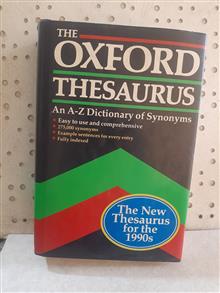 THE
OXFORD
THESAURUS
An A-Z Dictionary of Synonyms
Easy to use and comprehensive
275,000 synonyms
Example sentences for every entry
Fully indexed
The New
Thesaurus
for the
1990s